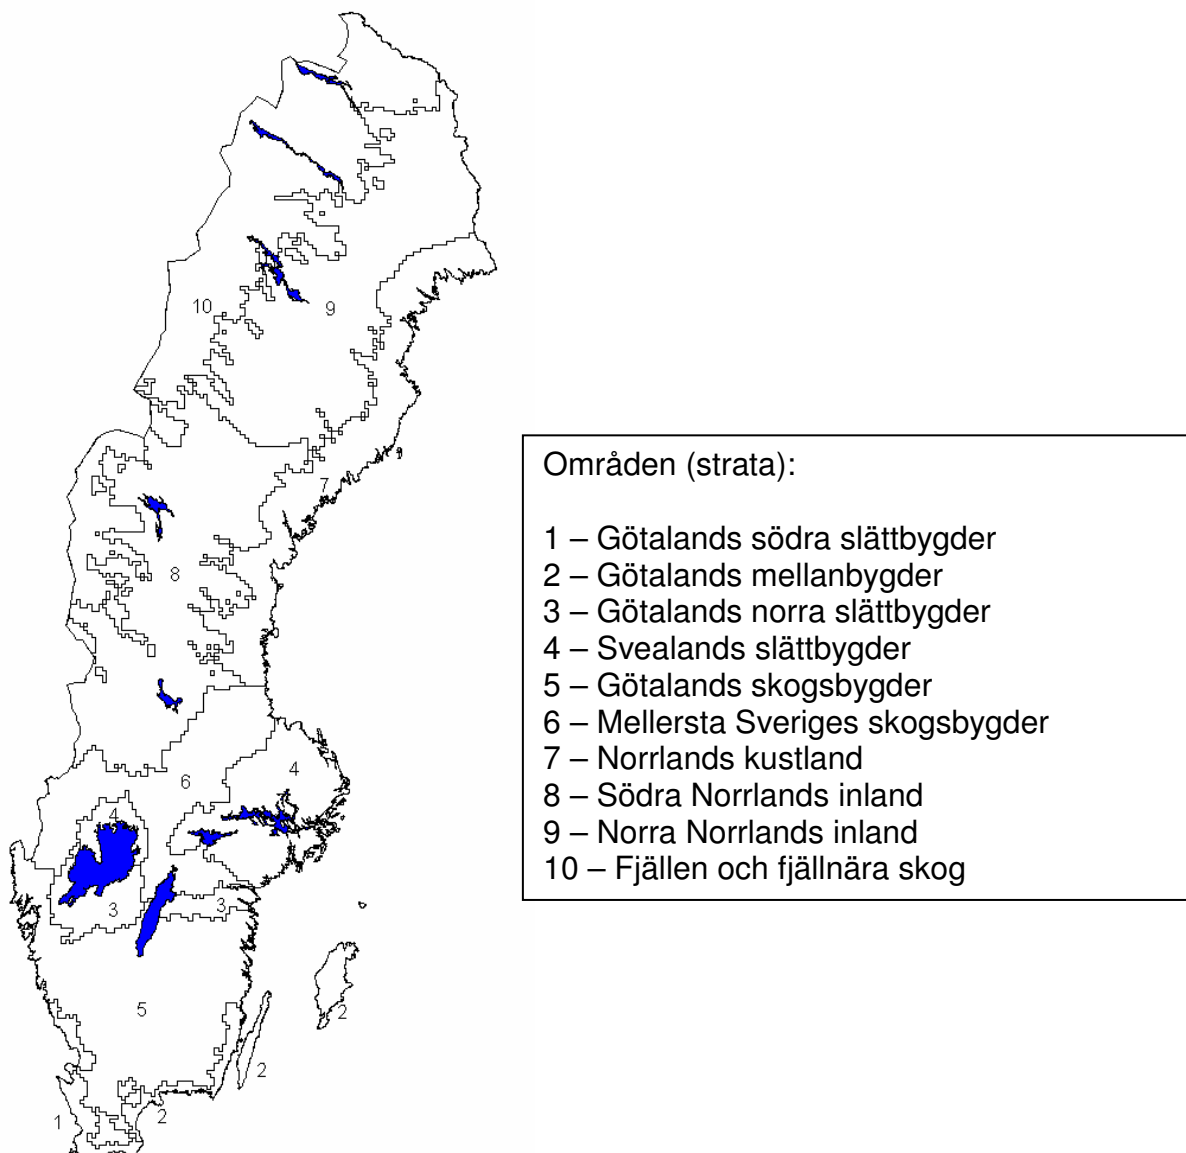 10
9
7
8
6
4
4
3
3
5
2
2
2
1
Områden (strata):
1 – Götalands södra slättbygder
2 – Götalands mellanbygder
3 – Götalands norra slättbygder
4 – Svealands slättbygder
5 – Götalands skogsbygder
6 – Mellersta Sveriges skogsbygder
7 – Norrlands kustland
8 – Södra Norrlands inland
9 – Norra Norrlands inland
10 – Fjällen och fjällnära skog